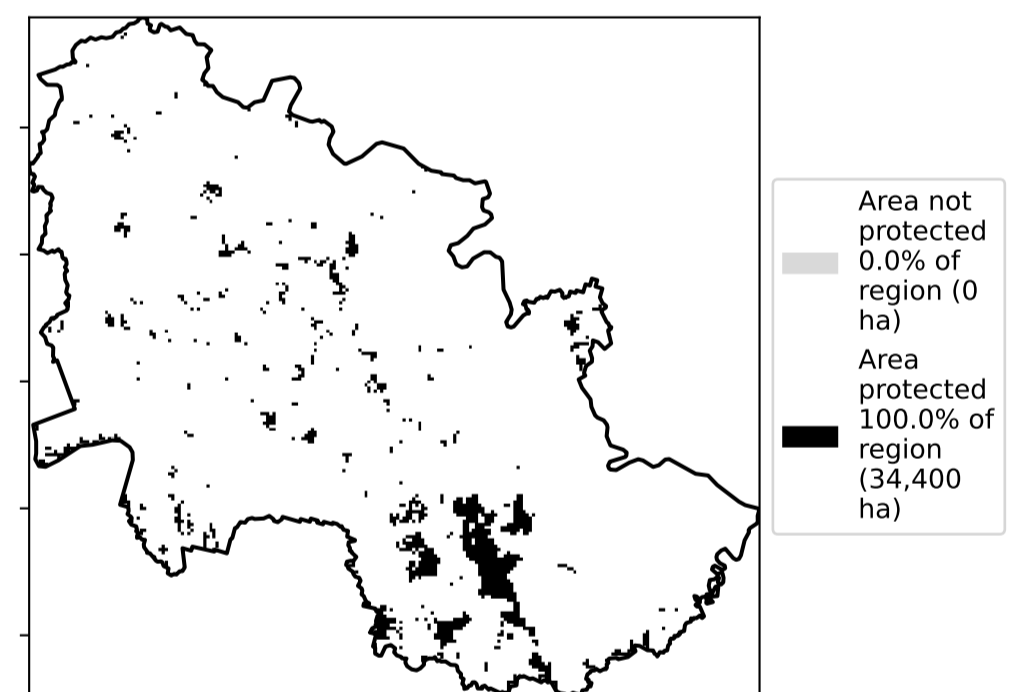 Area not
protected
0.0% of
region (0
ha)
Area
protected
100.0% of
region
(34,400
ha)